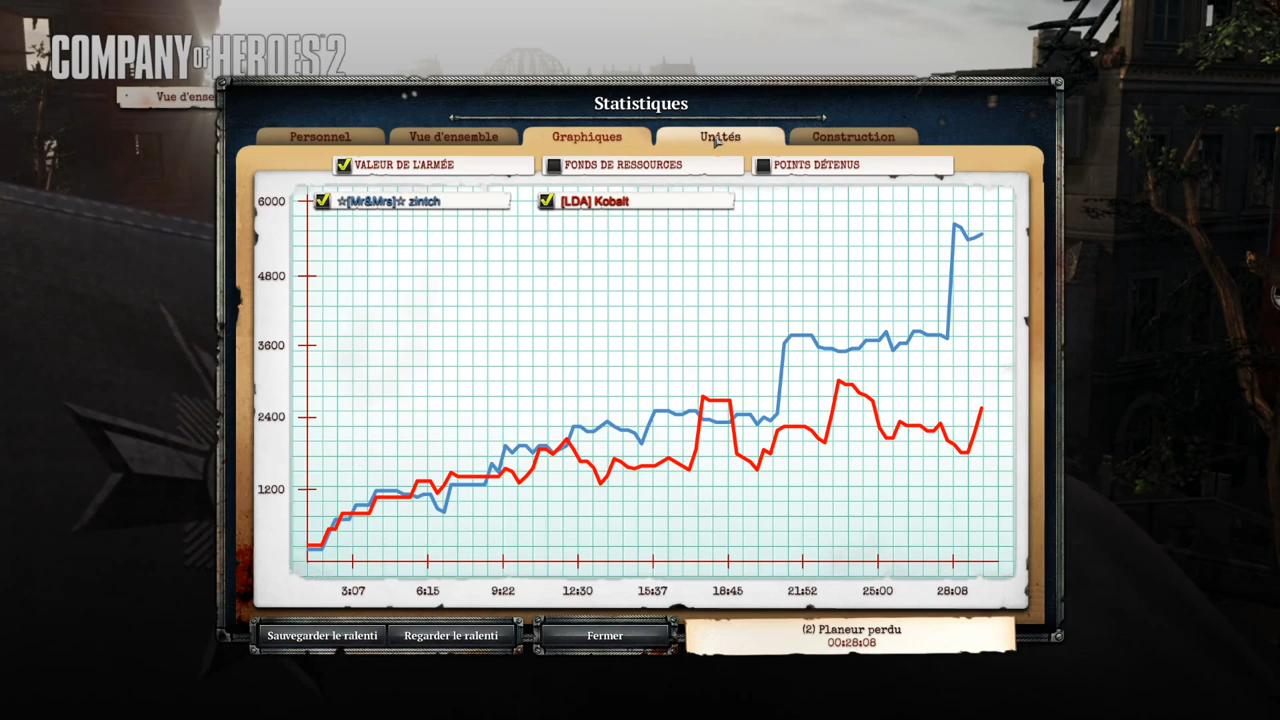 COMPANY OF HEROES 2
Vue d'ense
Statistiques
Personnel
Vue d'ensemble
Graphiques
Unités
Construction
VALEUR DE L'ARMÉE
FONDS DE RESSOURCES
POINTS DÉTENUS
☆[Mr&Mrs]☆ zintch
[LDA] Kobalt
6000
4800
3600
2400
1200
3:07
6:15
9:22
12:30
15:37
18:45
21:52
25:00
28:08
Sauvegarder le ralenti
Regarder le ralenti
Fermer
(2) Planeur perdu
00:28:08